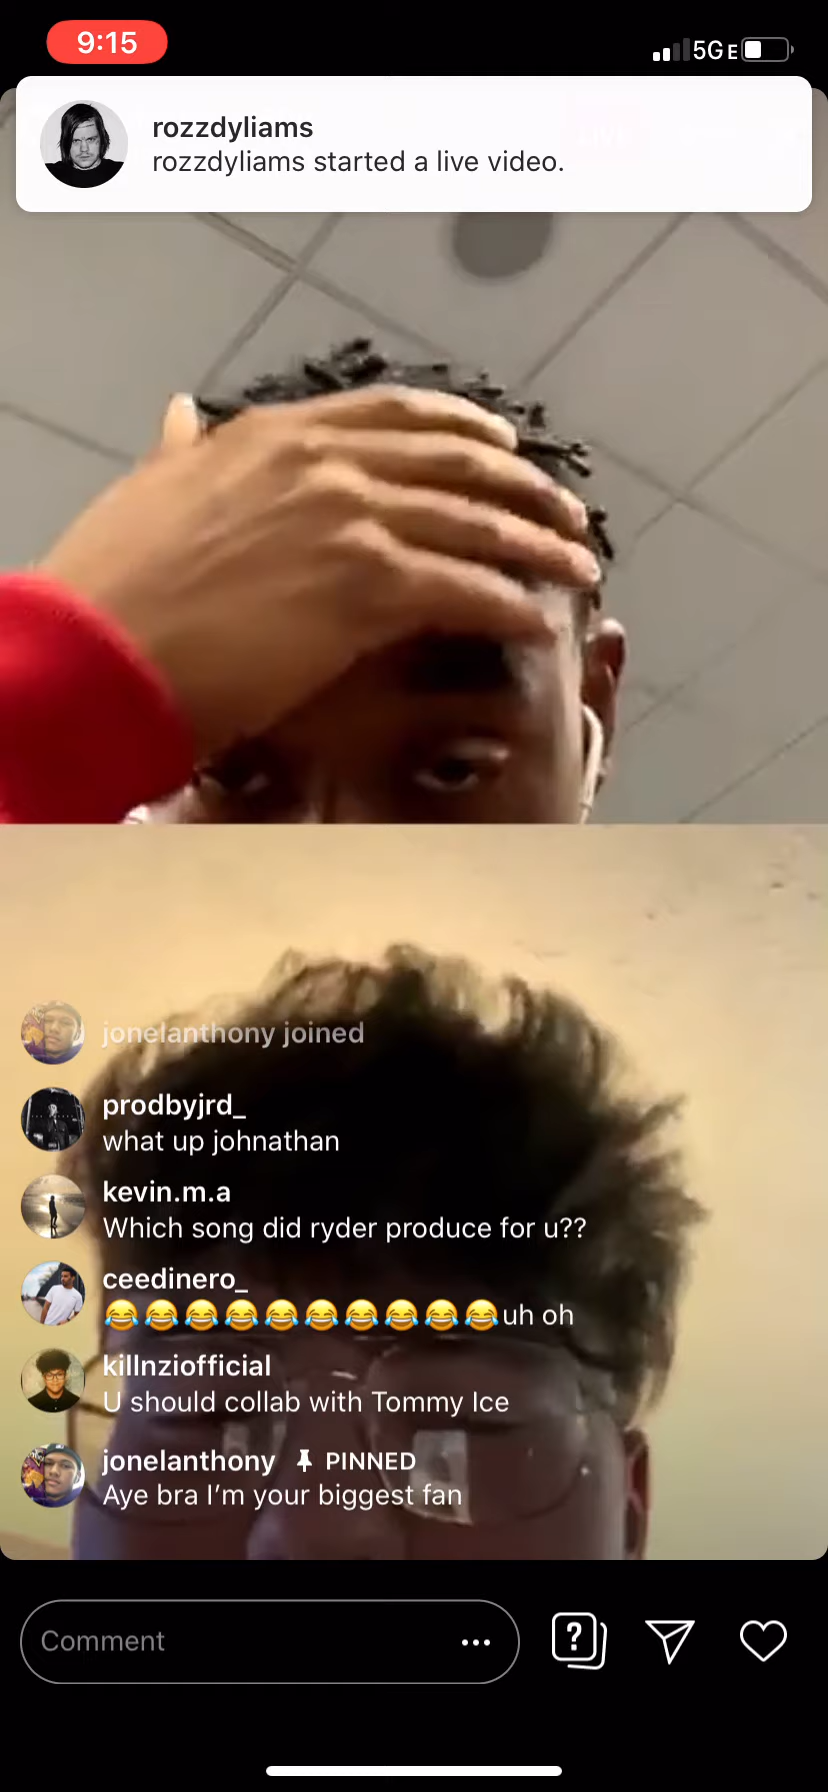 9:15
5GE
rozzdyliams
rozzdyliams started a live video.
jonelanthony joined
prodbyjrd_
what up johnathan
kevin.m.a
Which song did ryder produce for u??
ceedinero_
😂😂😂😂😂😂😂😂😂😂uh oh
killnziofficial
U should collab with Tommy Ice
jonelanthony PINNED
Aye bra I'm your biggest fan
Comment
?